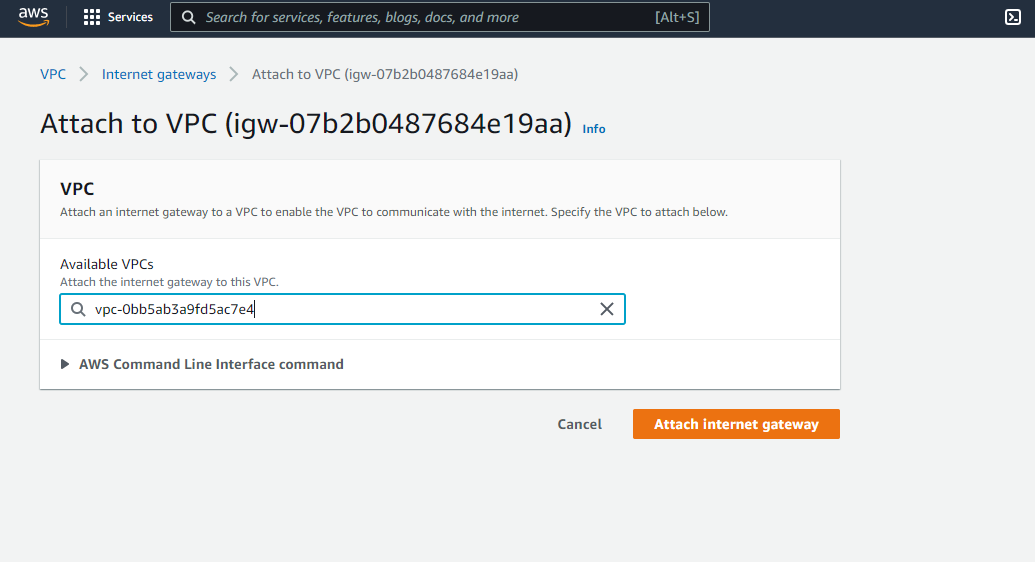 aws Services Search for services, features, blogs, docs, and more [Alt+S]
VPC Internet gateways Attach to VPC (igw-07b2b0487684e19aa)
Attach to VPC (igw-07b2b0487684e19aa) Info
VPC
Attach an internet gateway to a VPC to enable the VPC to communicate with the internet. Specify the VPC to attach below.
Available VPCs
Attach the internet gateway to this VPC.
vpc-0bb5ab3a9fd5ac7e4
AWS Command Line Interface command
Cancel Attach internet gateway